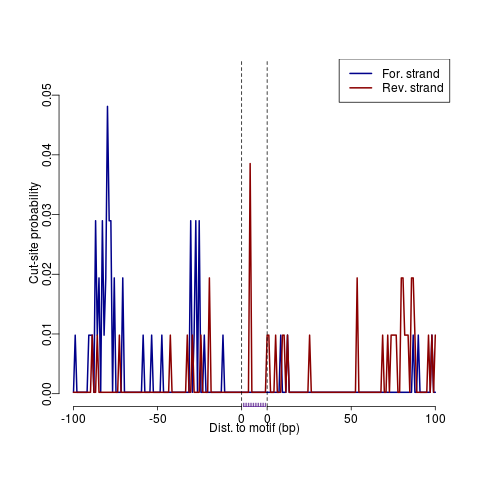 For. strand
Rev. strand
Cut-site probability
0.05
0.04
0.03
0.02
0.01
0.00
-100 -50 0 0 50 100
Dist. to motif (bp)